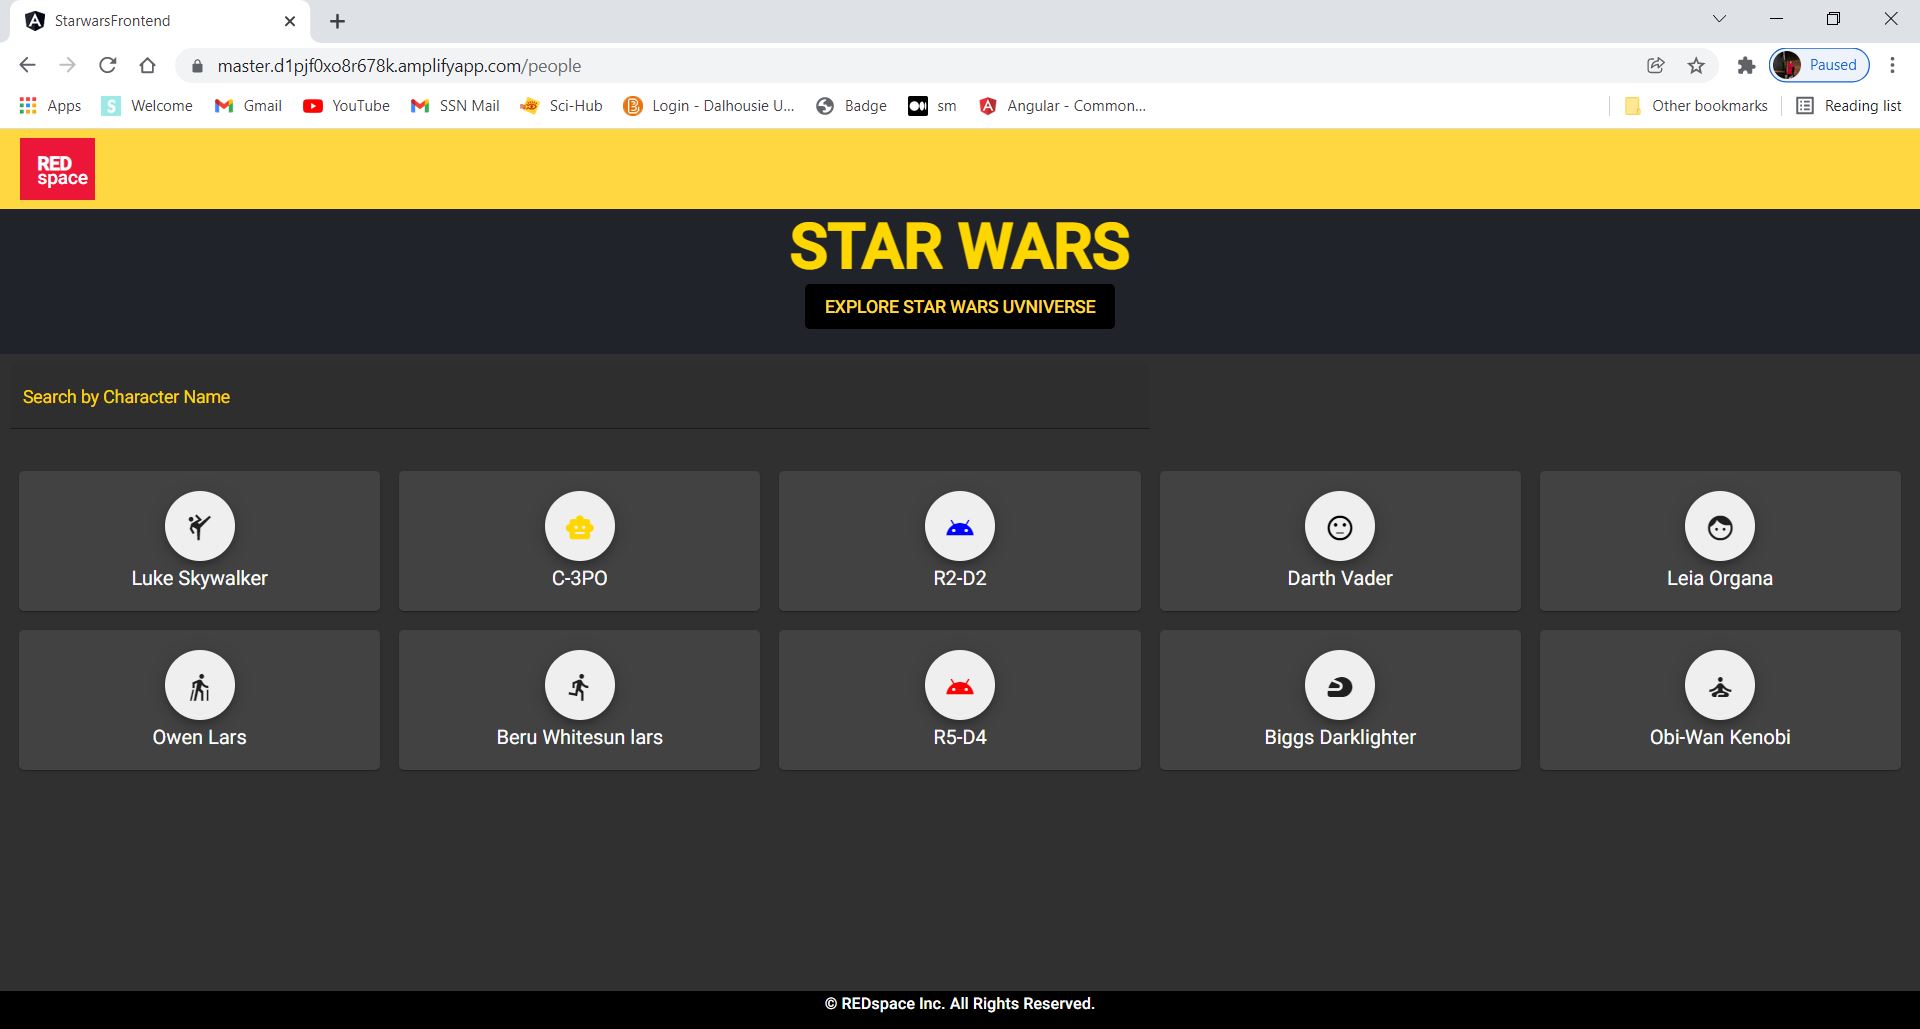 StarwarsFrontend
master.d1pjf0xo8r678k.amplifyapp.com/people
Paused
Apps
S Welcome
Gmail
YouTube
SSN Mail
Sci-Hub
Login - Dalhousie U...
Badge
sm
Angular - Common...
Other bookmarks
Reading list
RED
space
STAR WARS
EXPLORE STAR WARS UVNIVERSE
Search by Character Name
Luke Skywalker
C-3PO
R2-D2
Darth Vader
Leia Organa
Owen Lars
Beru Whitesun lars
R5-D4
Biggs Darklighter
Obi-Wan Kenobi
© REDspace Inc. All Rights Reserved.